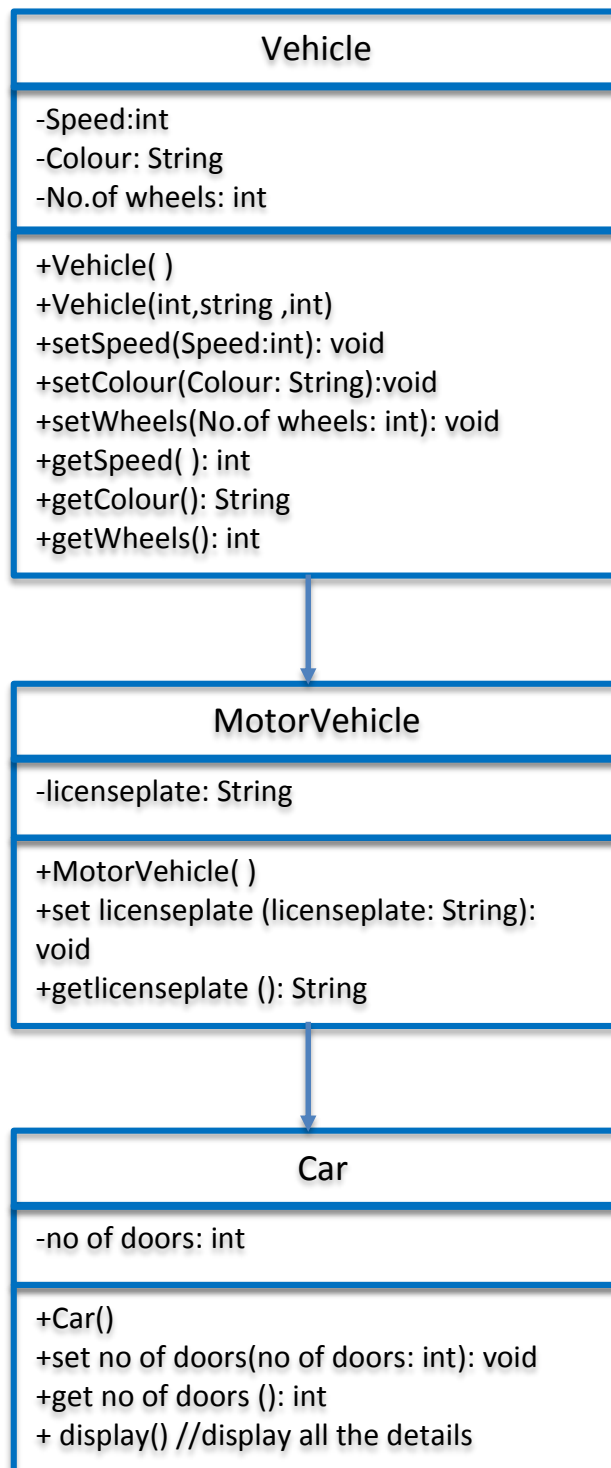 Vehicle
-Speed:int
-Colour: String
-No.of wheels: int
+Vehicle( )
+Vehicle(int,string ,int)
+setSpeed(Speed:int): void
+setColour(Colour: String):void
+setWheels(No.of wheels: int): void
+getSpeed( ): int
+getColour(): String
+getWheels(): int
MotorVehicle
-licenseplate: String
+MotorVehicle( )
+set licenseplate (licenseplate: String):
void
+getlicenseplate (): String
Car
-no of doors: int
+Car()
+set no of doors(no of doors: int): void
+get no of doors (): int
+ display() //display all the details